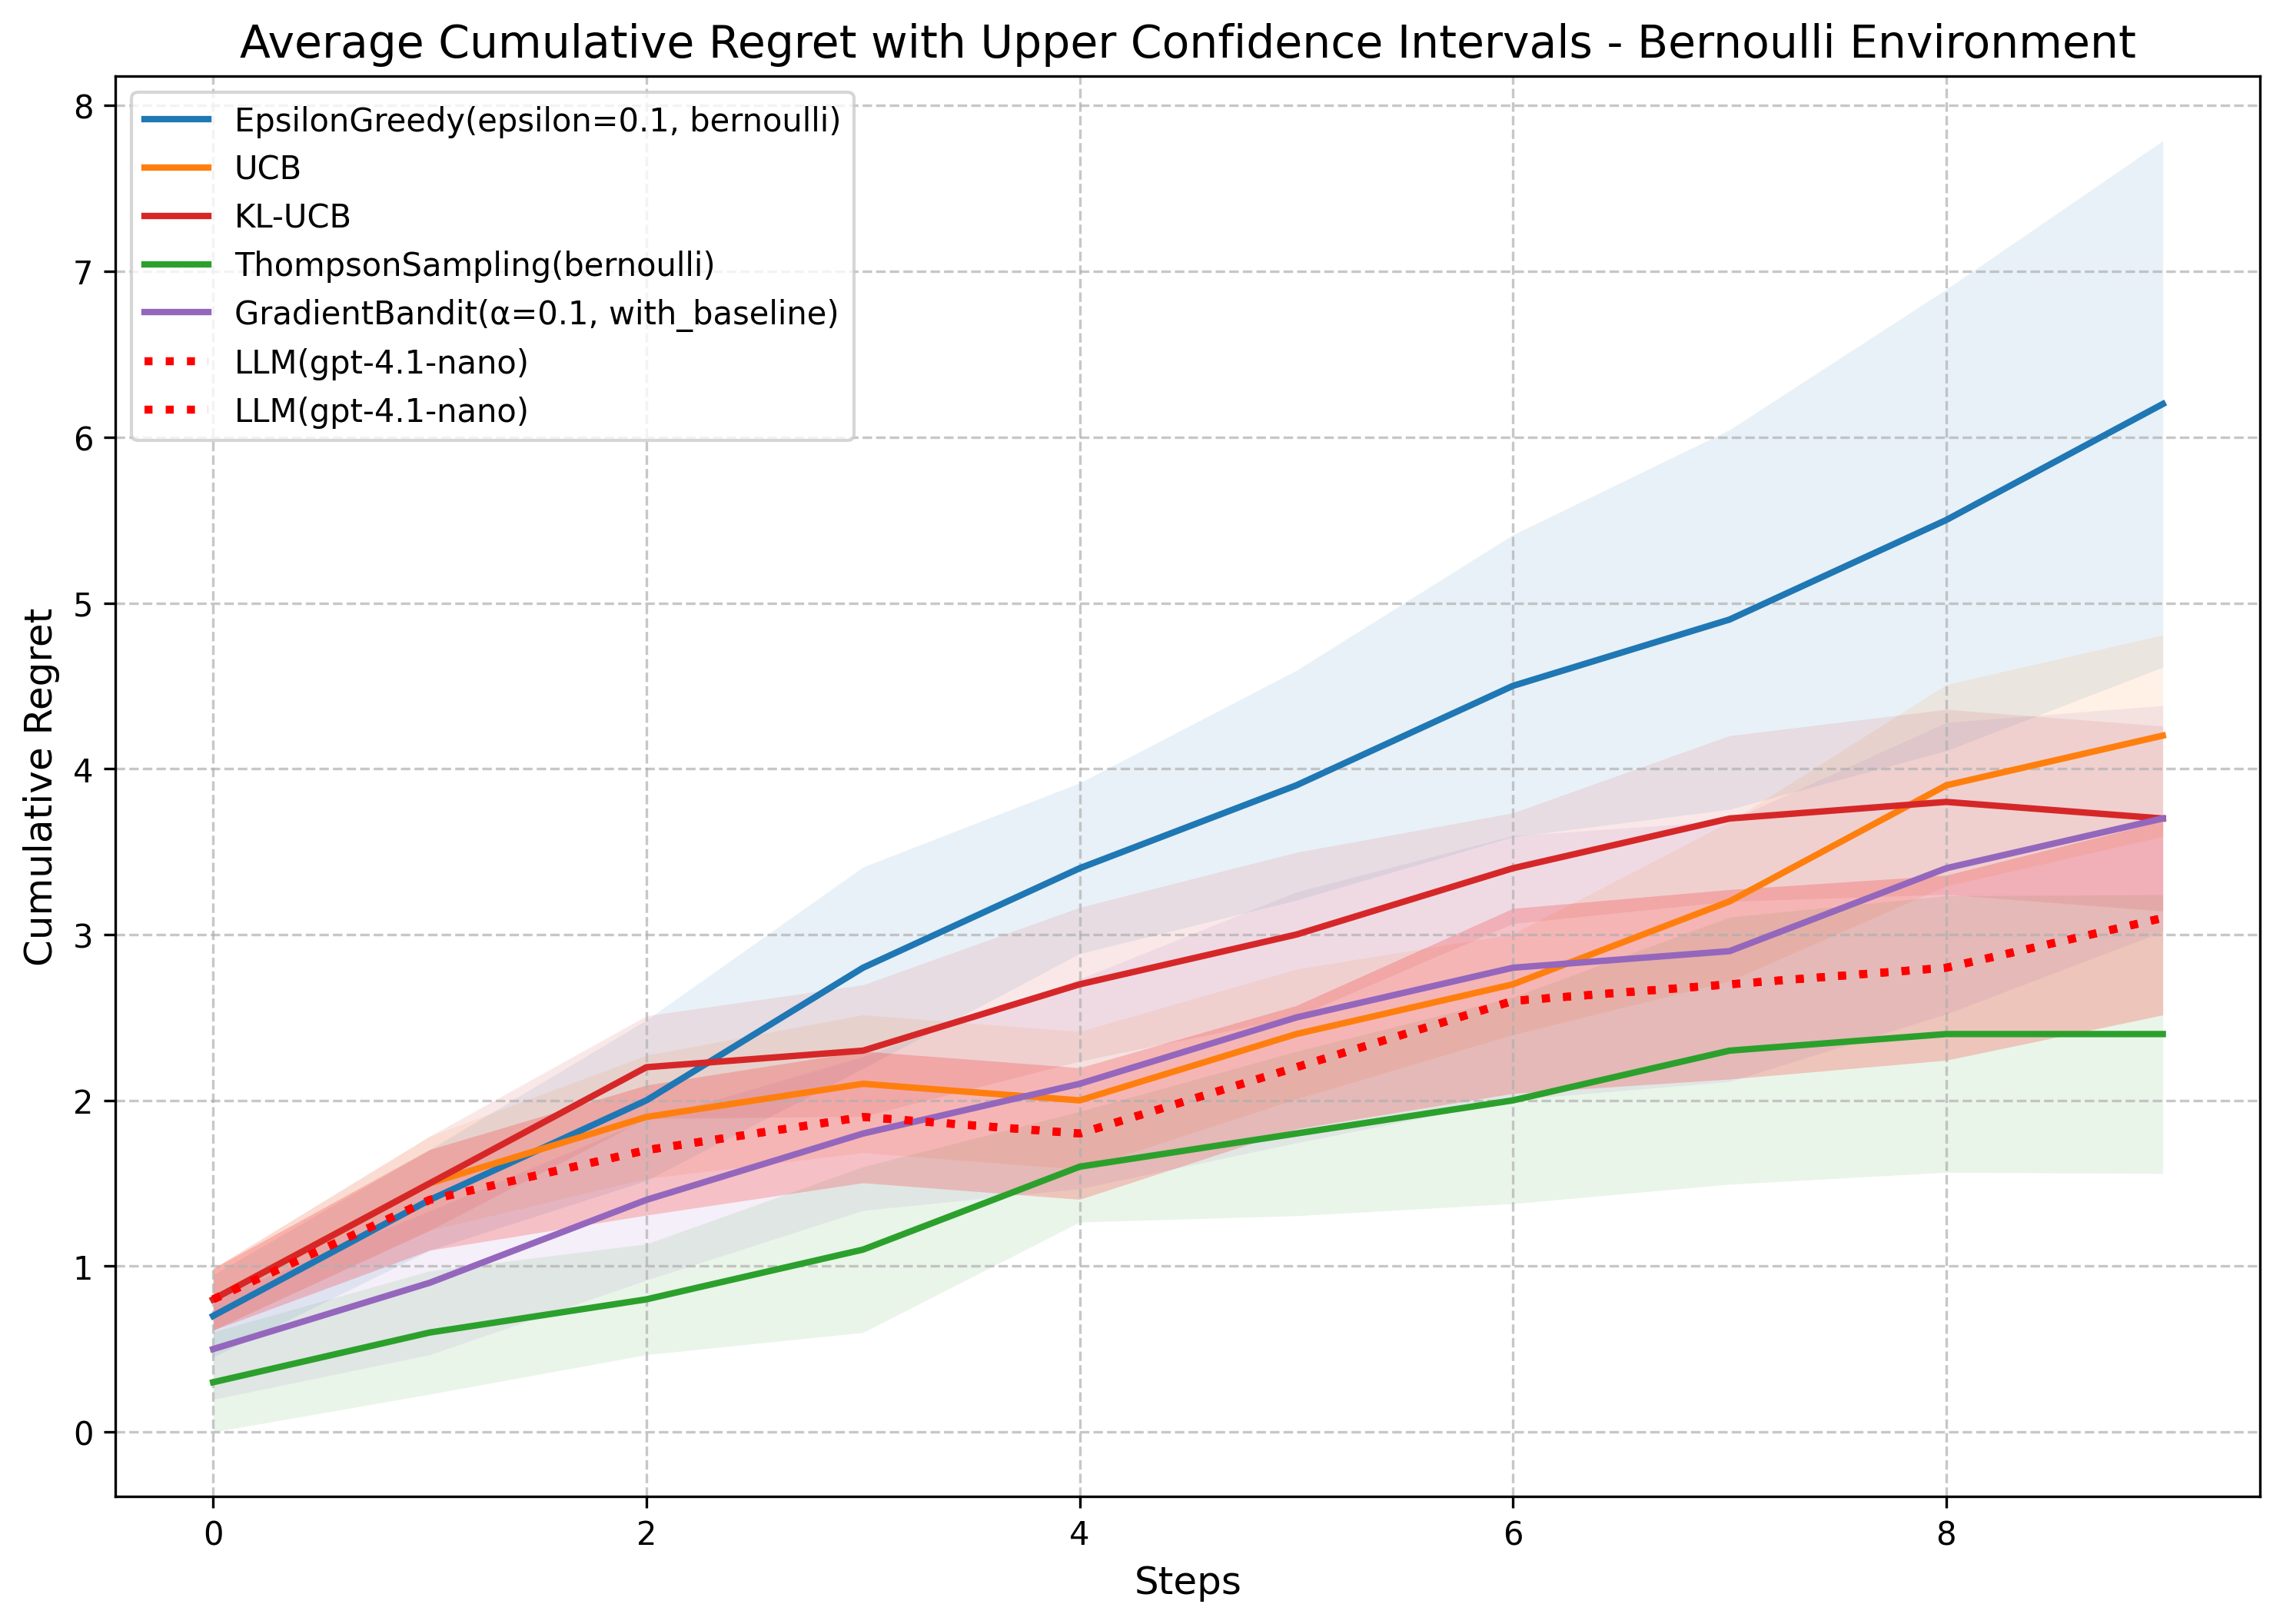 Average Cumulative Regret with Upper Confidence Intervals - Bernoulli Environment
EpsilonGreedy(epsilon=0.1, bernoulli)
UCB
KL-UCB
ThompsonSampling(bernoulli)
GradientBandit(α=0.1, with_baseline)
LLM(gpt-4.1-nano)
LLM(gpt-4.1-nano)
Cumulative Regret
8
7
6
5
4
3
2
1
0
0 2 4 6 8
Steps